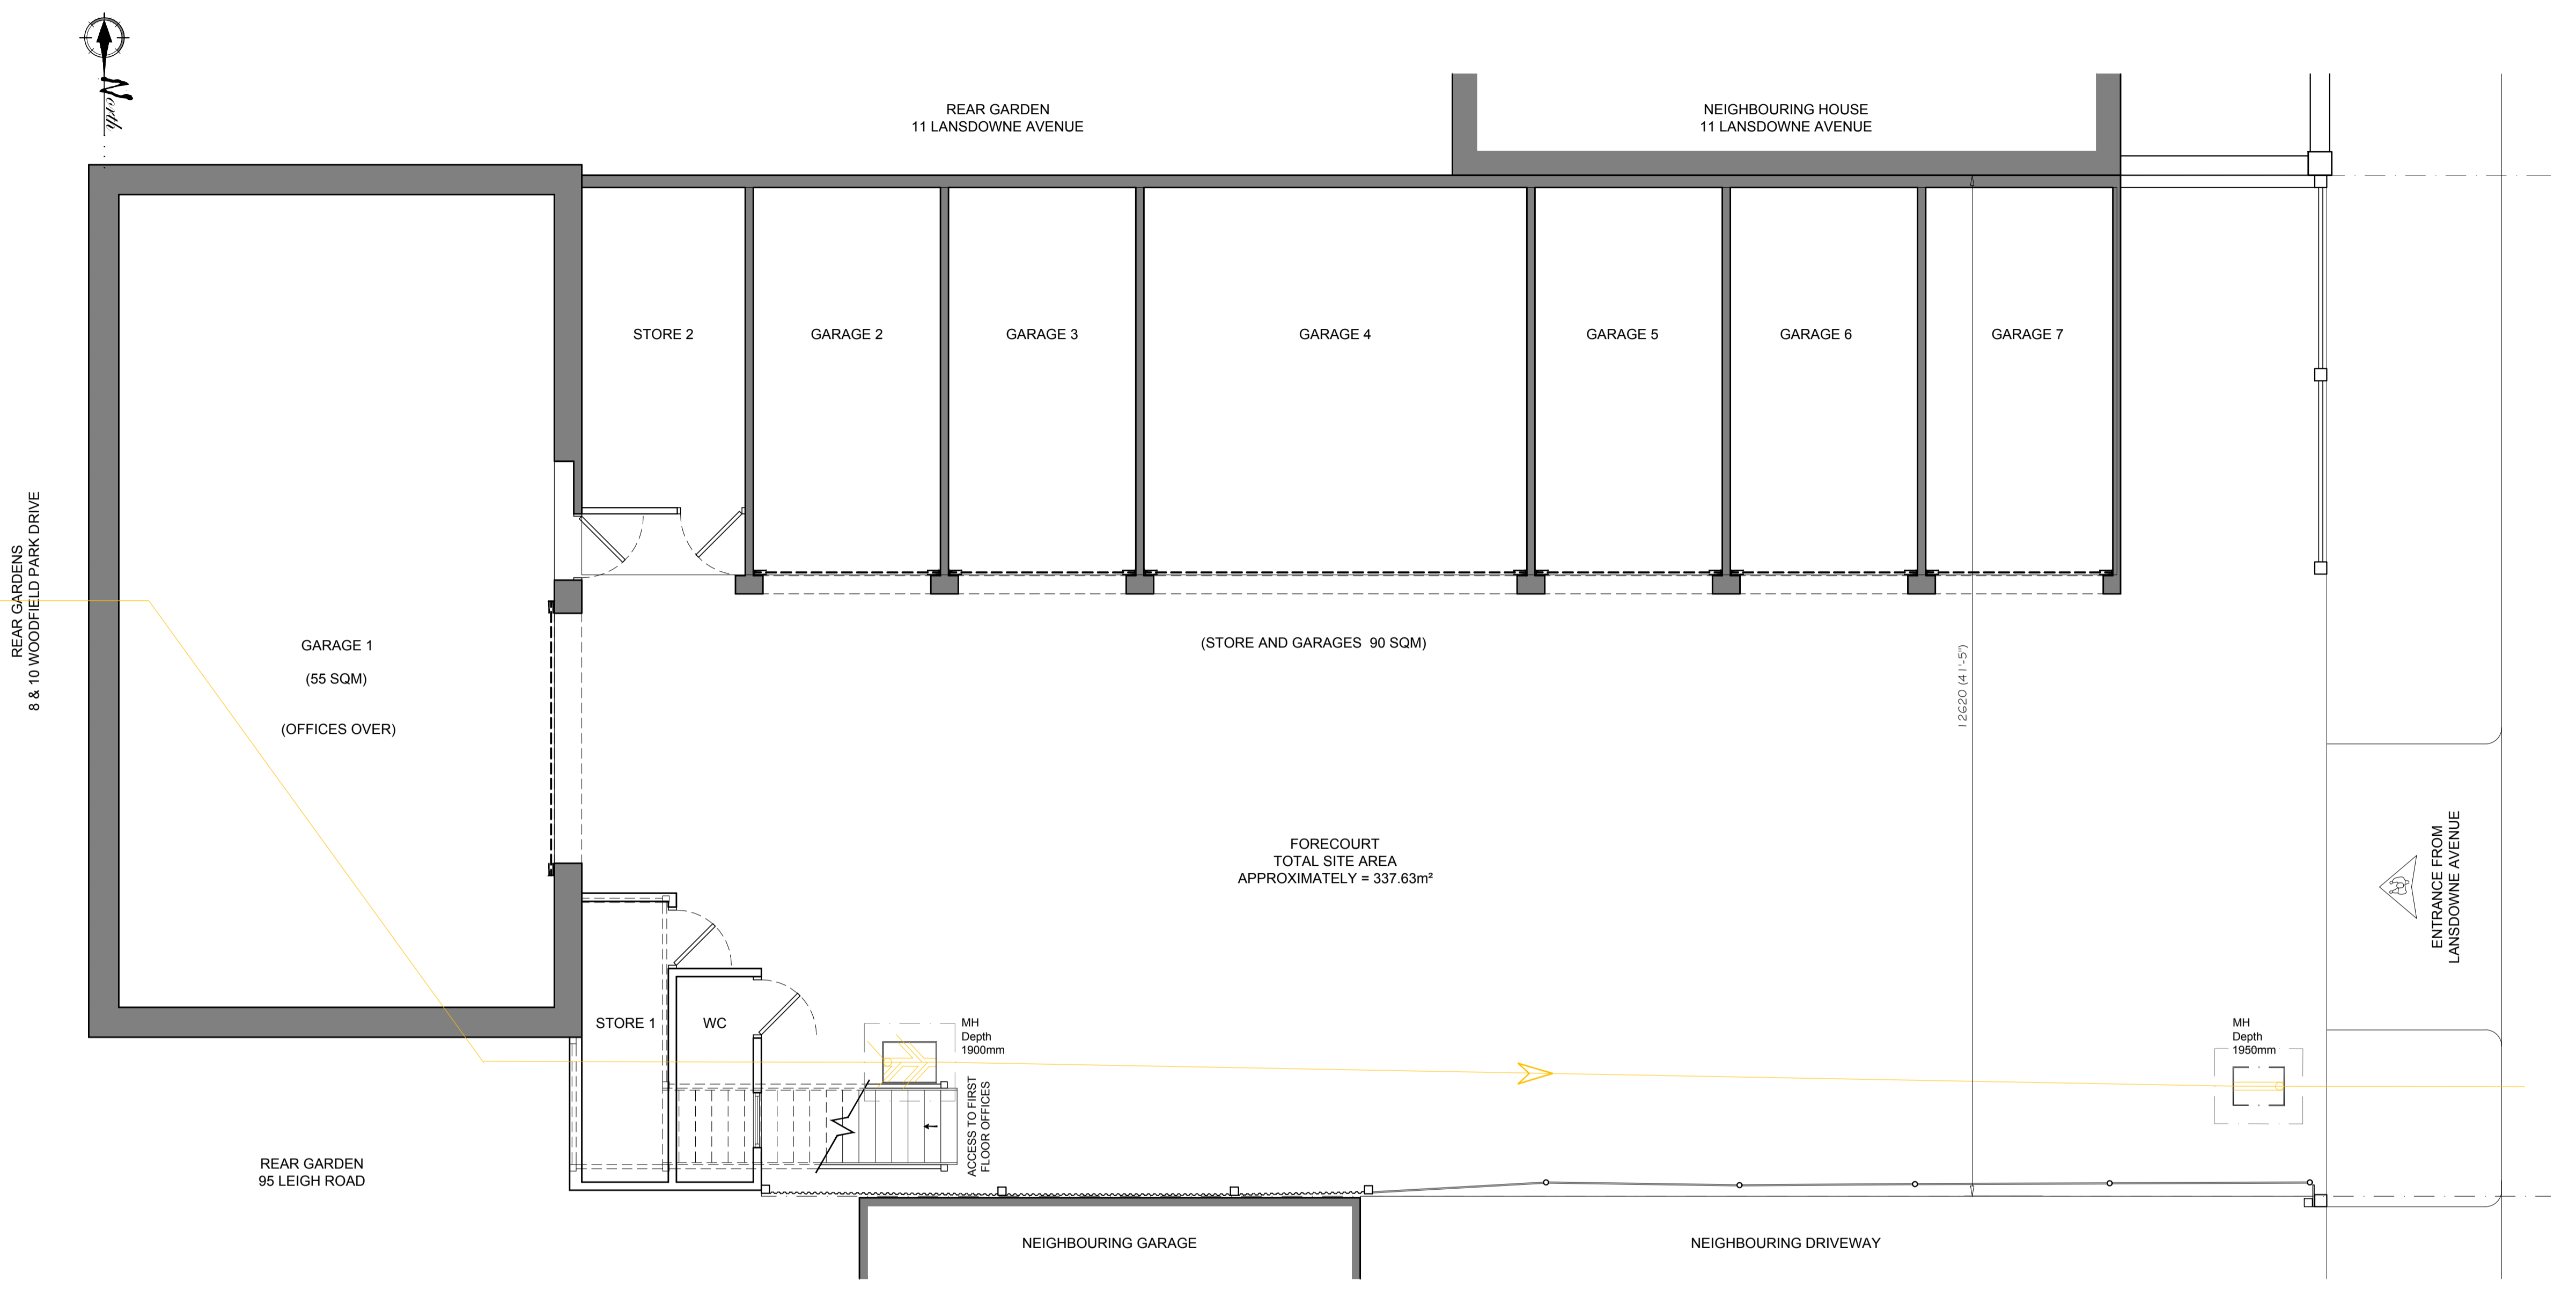 North
REAR GARDEN
11 LANSDOWNE AVENUE
NEIGHBOURING HOUSE
11 LANSDOWNE AVENUE
STORE 2
GARAGE 2
GARAGE 3
GARAGE 4
GARAGE 5
GARAGE 6
GARAGE 7
REAR GARDENS
8 & 10 WOODFIELD PARK DRIVE
GARAGE 1
(55 SQM)
(OFFICES OVER)
(STORE AND GARAGES 90 SQM)
12620 (41'-5")
FORECOURT
TOTAL SITE AREA
APPROXIMATELY = 337.63m²
ENTRANCE FROM
LANSDOWNE AVENUE
STORE 1
WC
MH
Depth
1900mm
MH
Depth
1950mm
ACCESS TO FIRST
FLOOR OFFICES
REAR GARDEN
95 LEIGH ROAD
NEIGHBOURING GARAGE
NEIGHBOURING DRIVEWAY